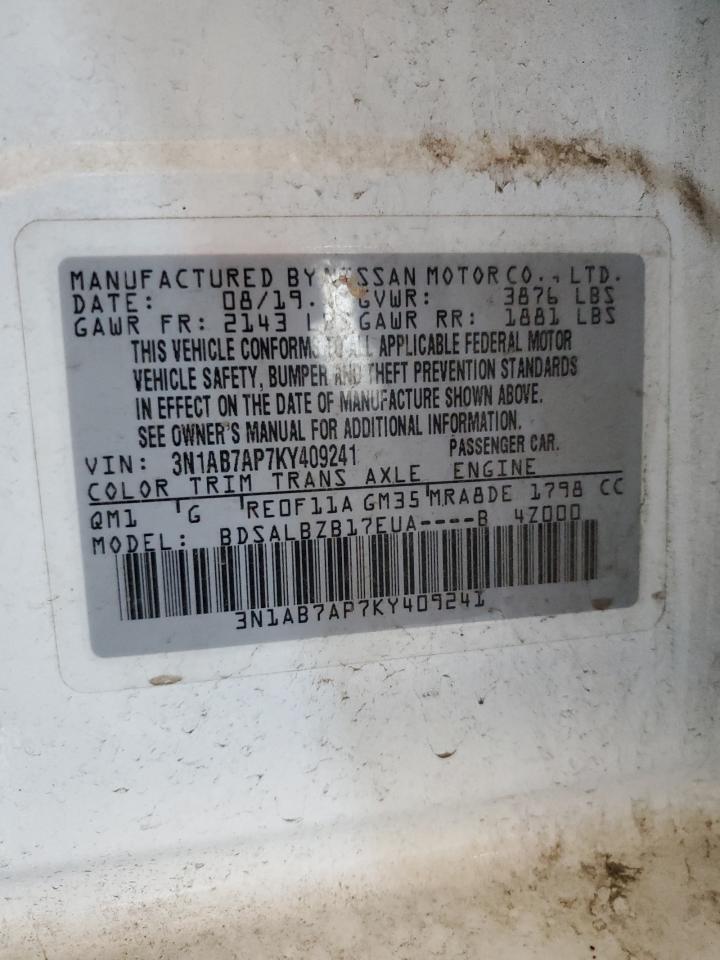 MANUFACTURED BY NISSAN MOTOR CO., LTD.
DATE: 08/19. GVWR: 3876 LBS
GAWR FR: 2143 GAWR RR: 1881 LBS
THIS VEHICLE CONFORMS TO ALL APPLICABLE FEDERAL MOTOR
VEHICLE SAFETY, BUMPER AND THEFT PREVENTION STANDARDS
IN EFFECT ON THE DATE OF MANUFACTURE SHOWN ABOVE.
SEE OWNER'S MANUAL FOR ADDITIONAL INFORMATION.
VIN: 3N1AB7AP7KY409241 PASSENGER CAR.
COLOR TRIM TRANS AXLE ENGINE
QM1 G RE0F11A GM35 MRA8DE 1798 CC
MODEL: BDSALBZB17EUA----B 4Z000
3N1AB7AP7KY409241